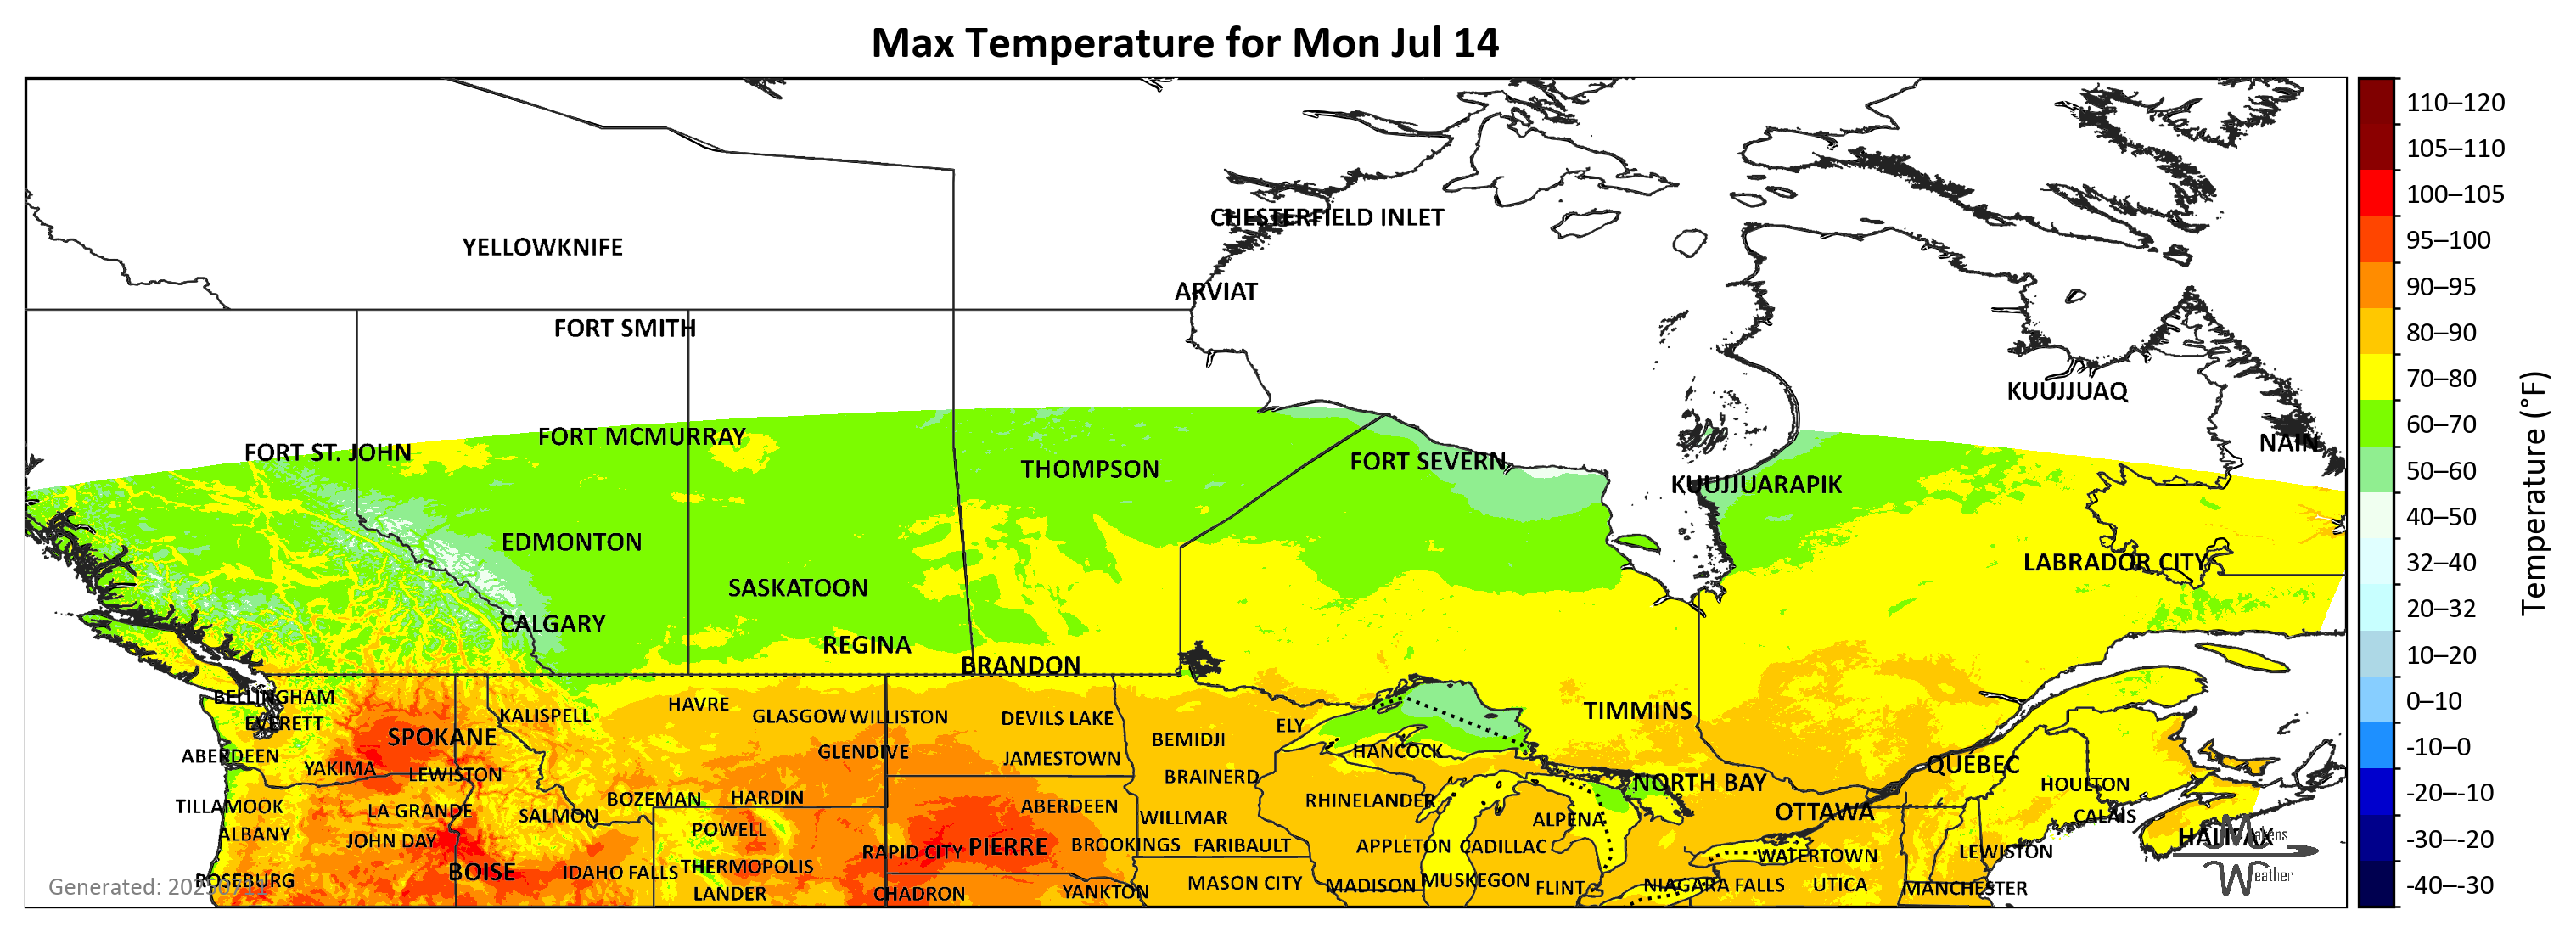 Max Temperature for Mon Jul 14
CHESTERFIELD INLET
YELLOWKNIFE
ARVIAT
FORT SMITH
KUUJJUAQ
FORT MCMURRAY
NAIN
FORT ST. JOHN
FORT SEVERN
THOMPSON
KUUJJUARAPIK
EDMONTON
LABRADOR CITY
SASKATOON
CALGARY
REGINA
BRANDON
BELLINGHAM
HAVRE
TIMMINS
KALISPELL
GLASGOW
WILLISTON
DEVILS LAKE
EVERETT
ELY
SPOKANE
BEMIDJI
ABERDEEN
GLENDIVE
HANCOCK
JAMESTOWN
QUÉBEC
YAKIMA
LEWISTON
BRAINERD
NORTH BAY
HOULTON
BOZEMAN
HARDIN
RHINELANDER
TILLAMOOK
LA GRANDE
SALMON
ABERDEEN
WILLMAR
ALPENA
OTTAWA
CALAIS
ALBANY
JOHN DAY
POWELL
HALIFAX
RAPID CITY
PIERRE
BROOKINGS
FARIBAULT
APPLETON
CADILLAC
WATERTOWN
LEWISTON
BOISE
IDAHO FALLS
THERMOPOLIS
ROSEBURG
MASON CITY
MADISON
MUSKEGON
FLINT
NIAGARA FALLS
UTICA
MANCHESTER
LANDER
CHADRON
YANKTON
Weather
110–120
105–110
100–105
95–100
90–95
80–90
70–80
60–70
50–60
40–50
32–40
20–32
10–20
0–10
-10–0
-20–-10
-30–-20
-40–-30
Temperature (°F)
Generated: